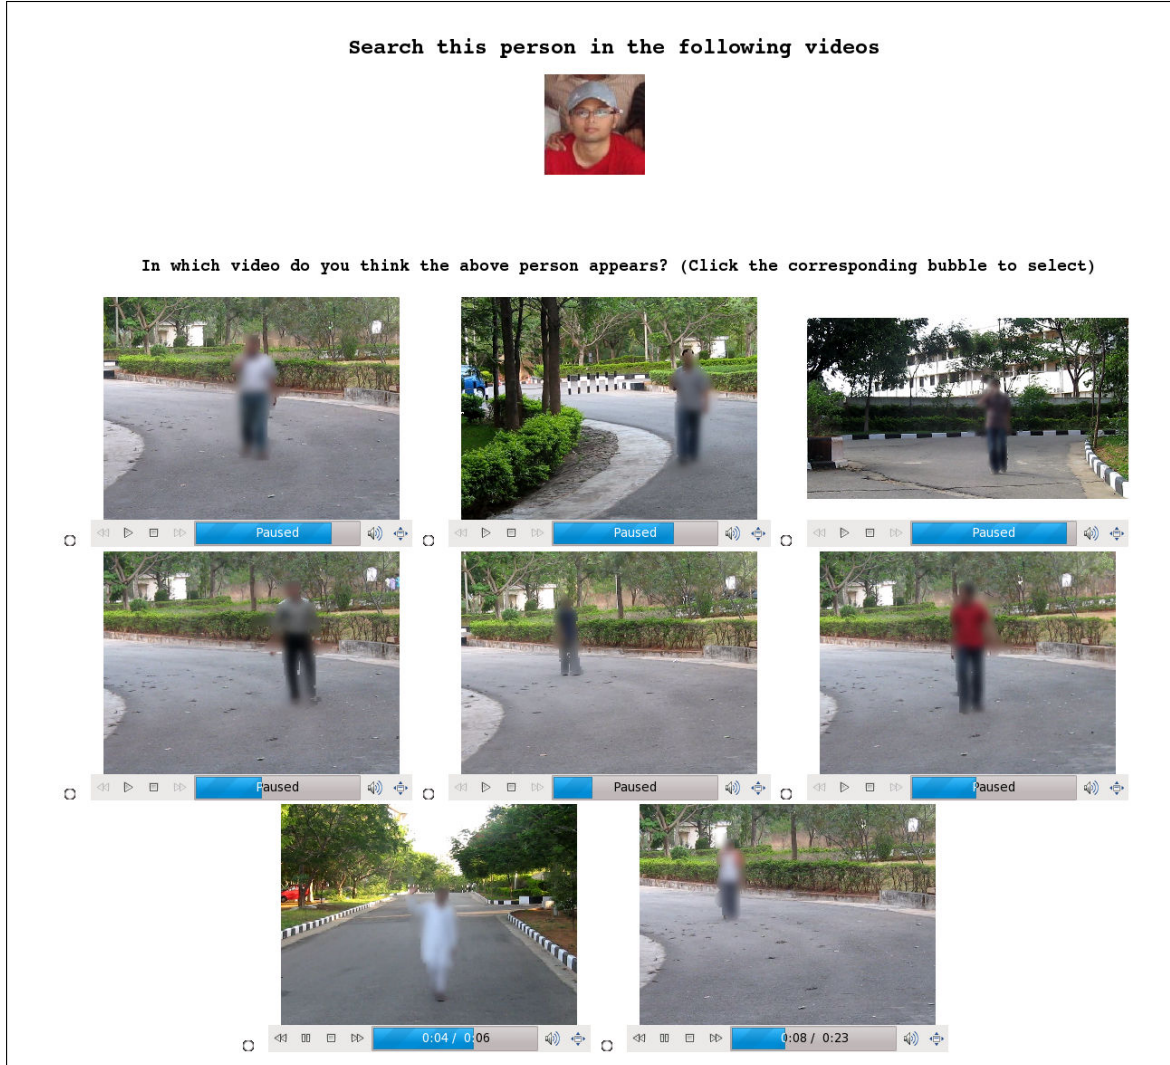 Search this person in the following videos
In which video do you think the above person appears? (Click the corresponding bubble to select)
Paused
Paused
Paused
Paused
Paused
Paused
0:04 / 0:06
0:08 / 0:23